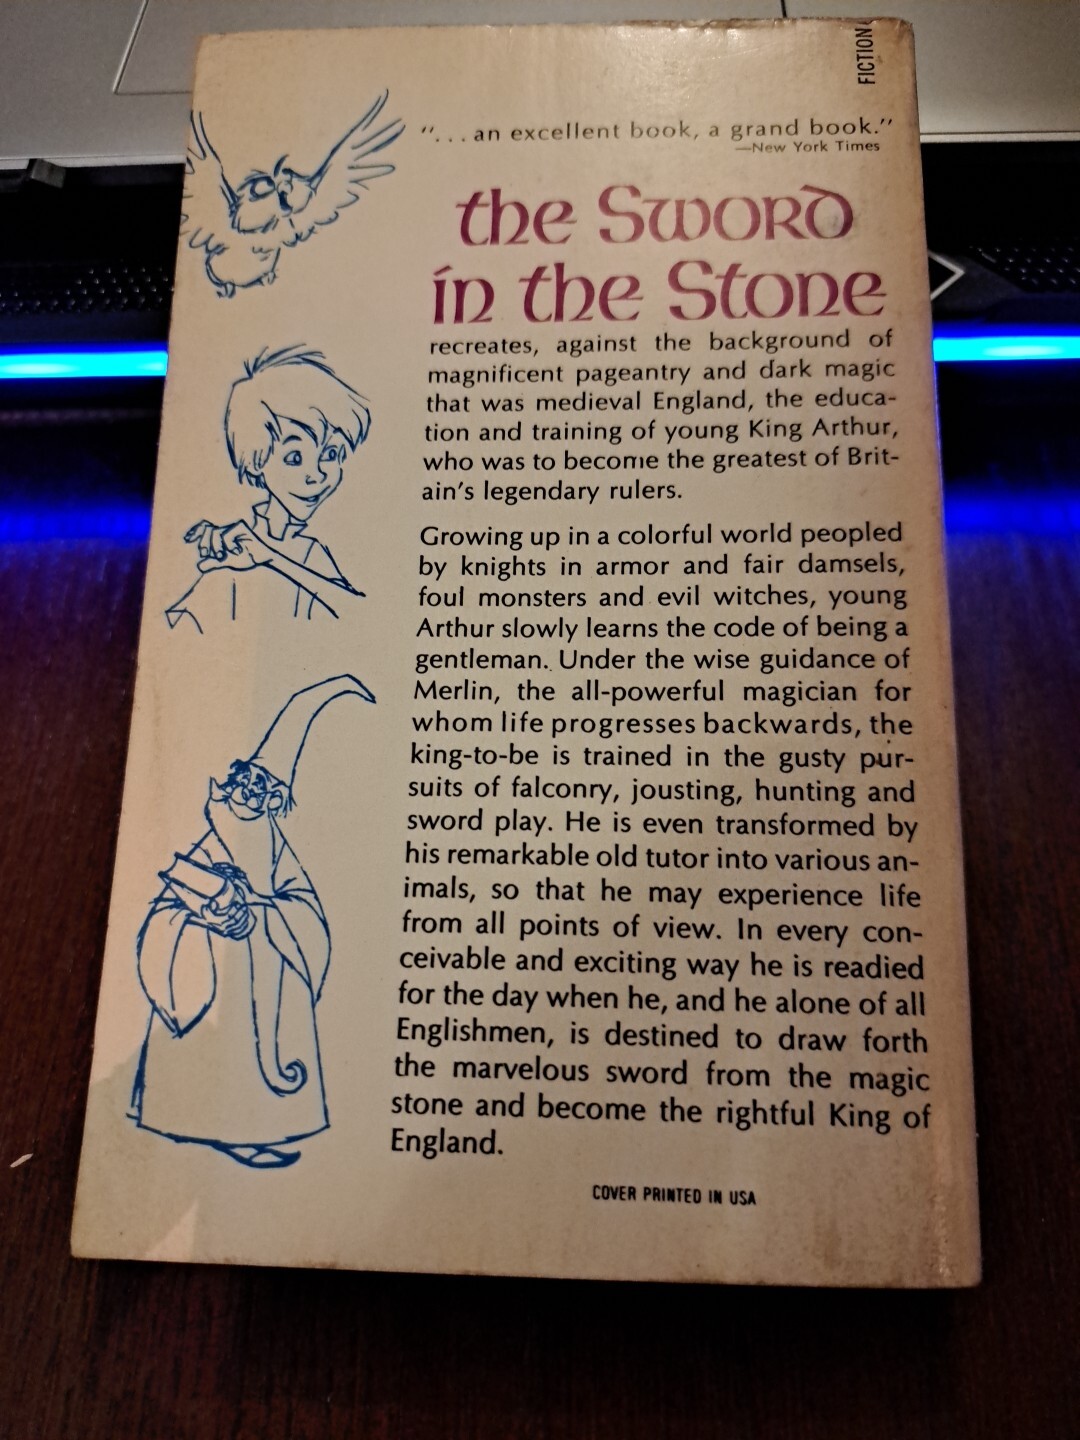 FICTION
"...an excellent book, a grand book."
—New York Times
the Sword
in the Stone
recreates, against the background of
magnificent pageantry and dark magic
that was medieval England, the educa-
tion and training of young King Arthur,
who was to become the greatest of Brit-
ain's legendary rulers.
Growing up in a colorful world peopled
by knights in armor and fair damsels,
foul monsters and evil witches, young
Arthur slowly learns the code of being a
gentleman. Under the wise guidance of
Merlin, the all-powerful magician for
whom life progresses backwards, the
king-to-be is trained in the gusty pur-
suits of falconry, jousting, hunting and
sword play. He is even transformed by
his remarkable old tutor into various an-
imals, so that he may experience life
from all points of view. In every con-
ceivable and exciting way he is readied
for the day when he, and he alone of all
Englishmen, is destined to draw forth
the marvelous sword from the magic
stone and become the rightful King of
England.
COVER PRINTED IN USA